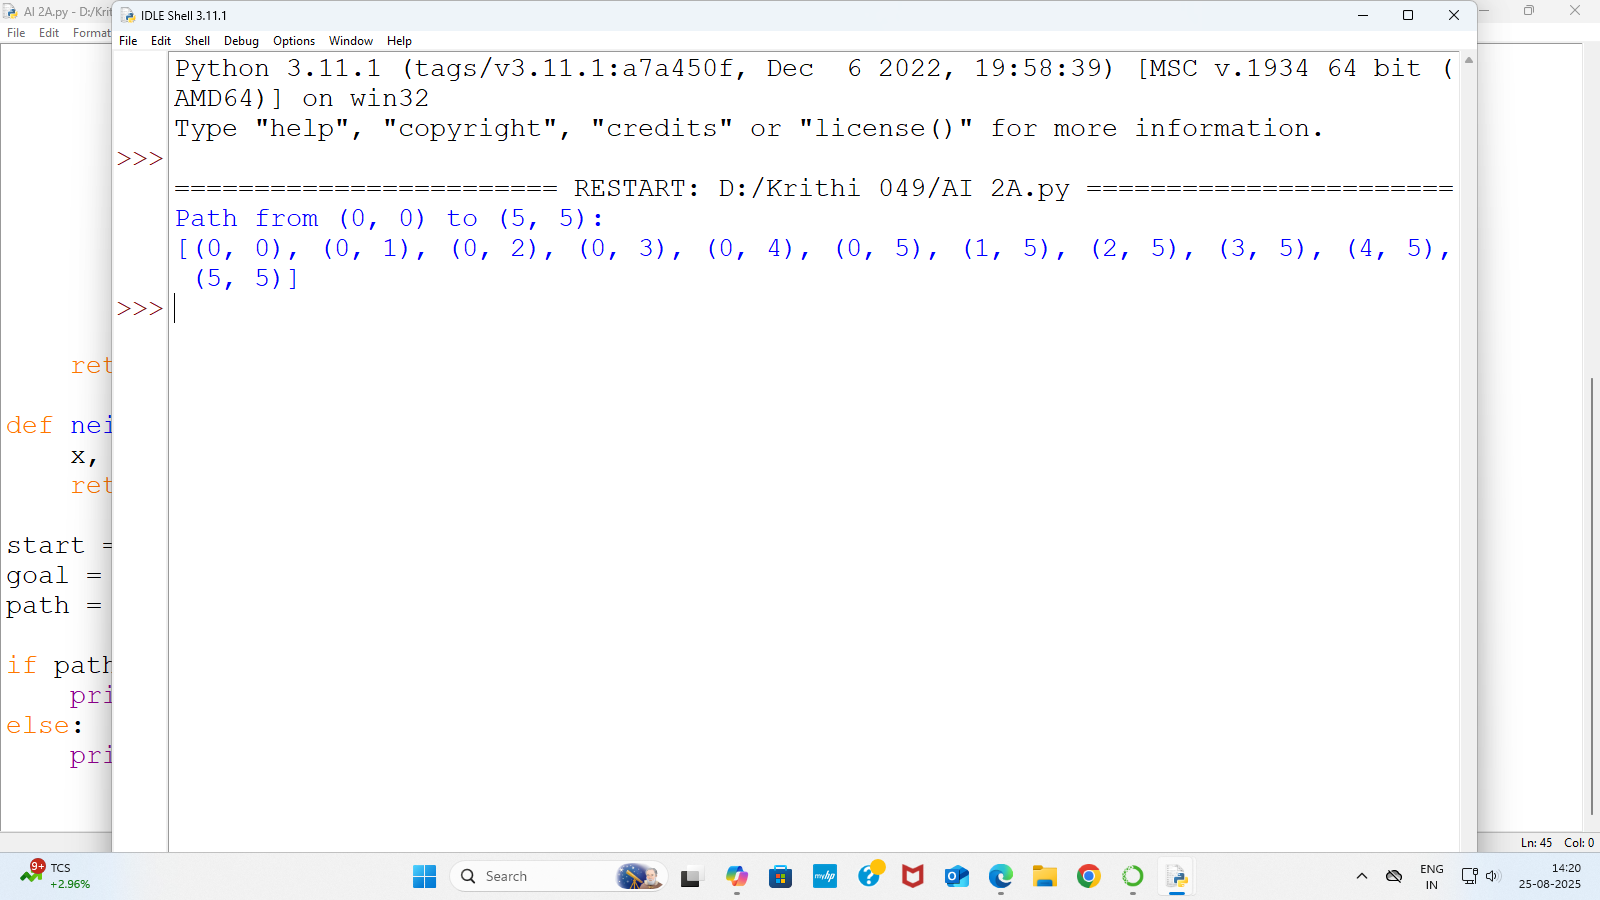 AI 2A.py - D:/Krit
File Edit Format
IDLE Shell 3.11.1
File Edit Shell Debug Options Window Help
Python 3.11.1 (tags/v3.11.1:a7a450f, Dec  6 2022, 19:58:39) [MSC v.1934 64 bit (
AMD64)] on win32
Type "help", "copyright", "credits" or "license()" for more information.
>>>
======================== RESTART: D:/Krithi 049/AI 2A.py =======================
Path from (0, 0) to (5, 5):
[(0, 0), (0, 1), (0, 2), (0, 3), (0, 4), (0, 5), (1, 5), (2, 5), (3, 5), (4, 5),
(5, 5)]
>>>
ret
def nei
x,
ret
start =
goal =
path =
if path
pri
else:
pri
Ln: 45 Col: 0
9+
TCS
+2.96%
Search
myhp
ENG
IN
14:20
25-08-2025